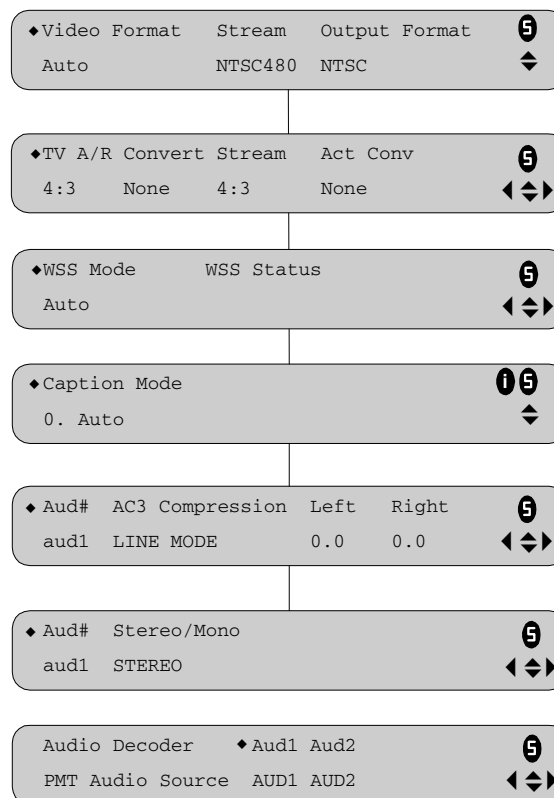 ◆Video Format Stream Output Format S
Auto NTSC480 NTSC
◆TV A/R Convert Stream Act Conv S
4:3 None 4:3 None
◆WSS Mode WSS Status S
Auto
◆Caption Mode i S
0. Auto
◆Aud# AC3 Compression Left Right S
aud1 LINE MODE 0.0 0.0
◆Aud# Stereo/Mono S
aud1 STEREO
Audio Decoder ◆Aud1 Aud2 S
PMT Audio Source AUD1 AUD2